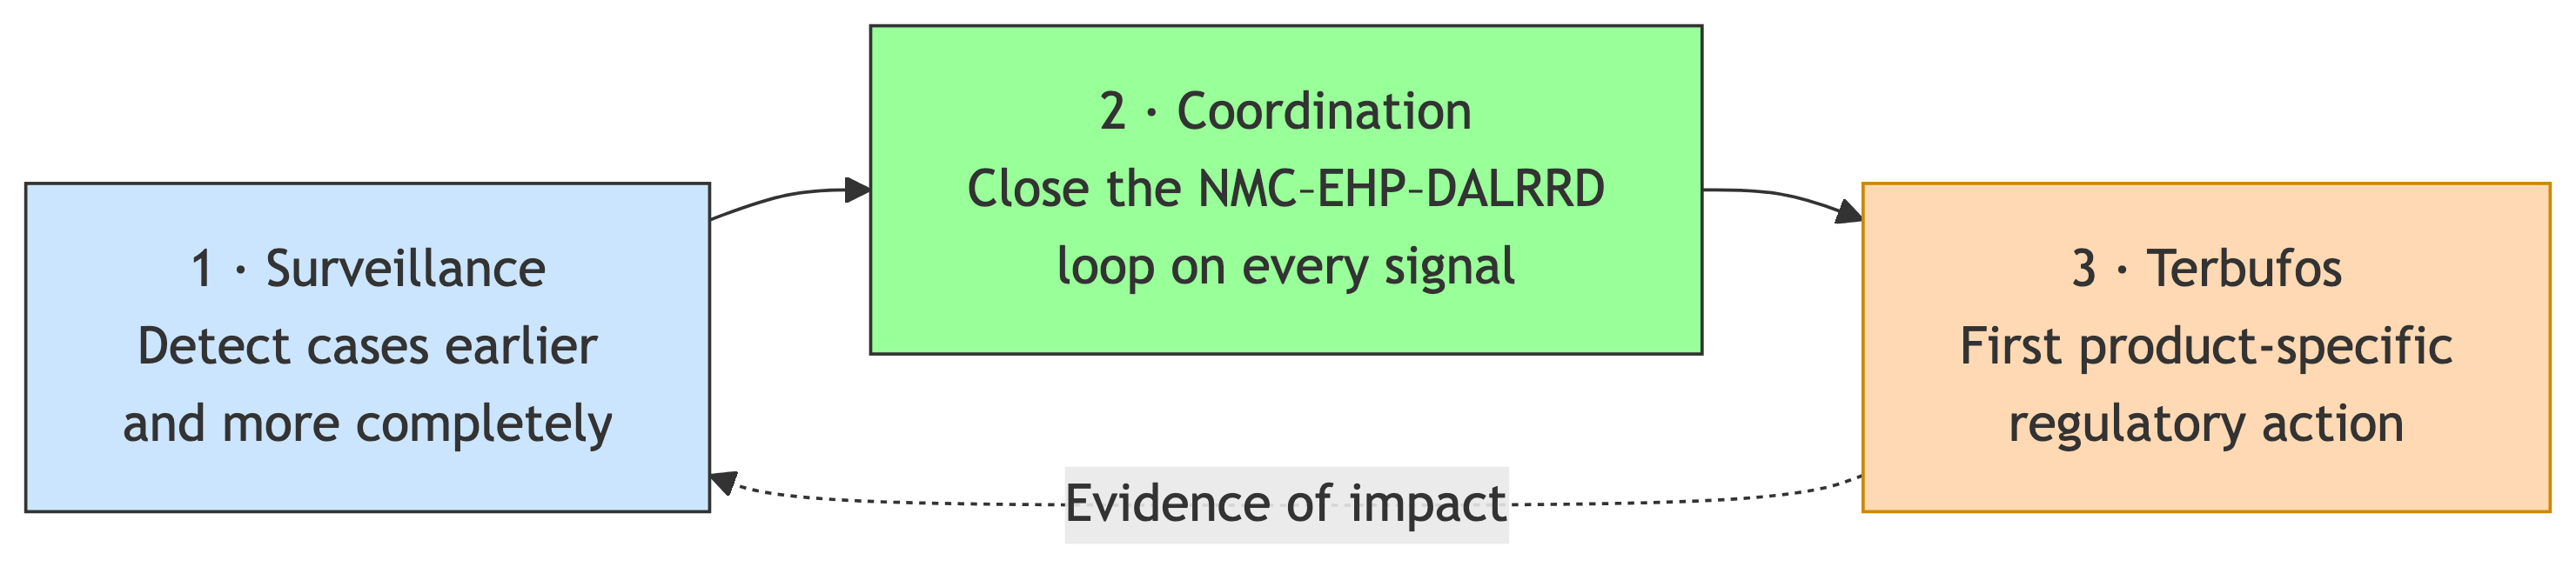 1 · Surveillance
Detect cases earlier
and more completely
2 · Coordination
Close the NMC–EHP–DALRRD
loop on every signal
3 · Terbufos
First product-specific
regulatory action
Evidence of impact